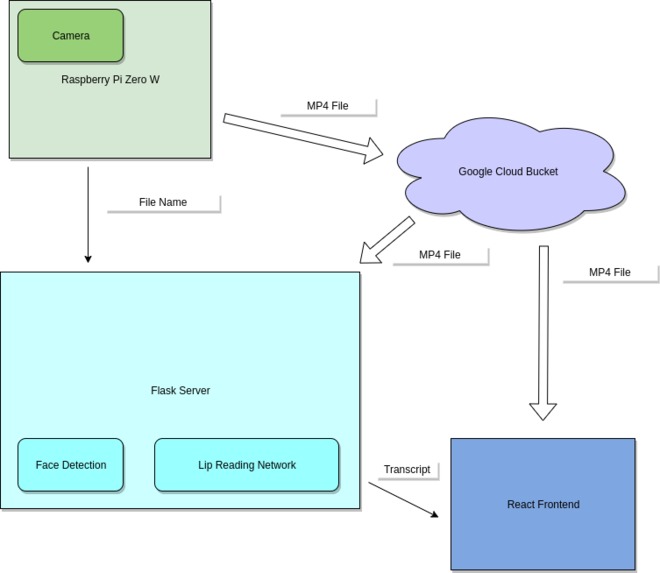 Camera
Raspberry Pi Zero W
MP4 File
Google Cloud Bucket
File Name
MP4 File
MP4 File
Flask Server
Face Detection
Lip Reading Network
Transcript
React Frontend